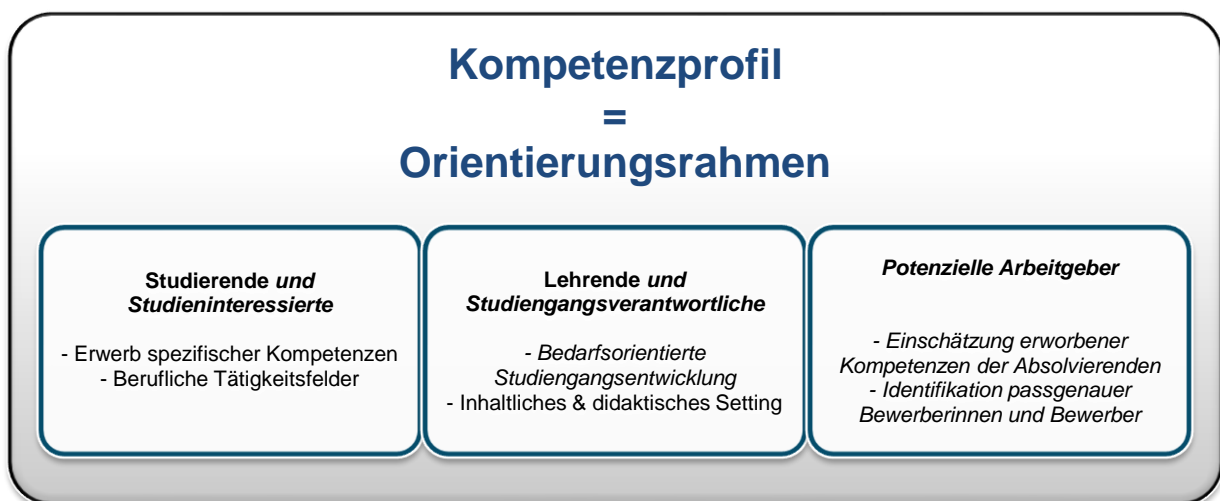 Kompetenzprofil
=
Orientierungsrahmen
Studierende und
Studieninteressierte
- Erwerb spezifischer Kompetenzen
- Berufliche Tätigkeitsfelder
Lehrende und
Studiengangsverantwortliche
- Bedarfsorientierte
Studiengangsentwicklung
- Inhaltliches & didaktisches Setting
Potenzielle Arbeitgeber
- Einschätzung erworbener
Kompetenzen der Absolvierenden
- Identifikation passgenauer
Bewerberinnen und Bewerber